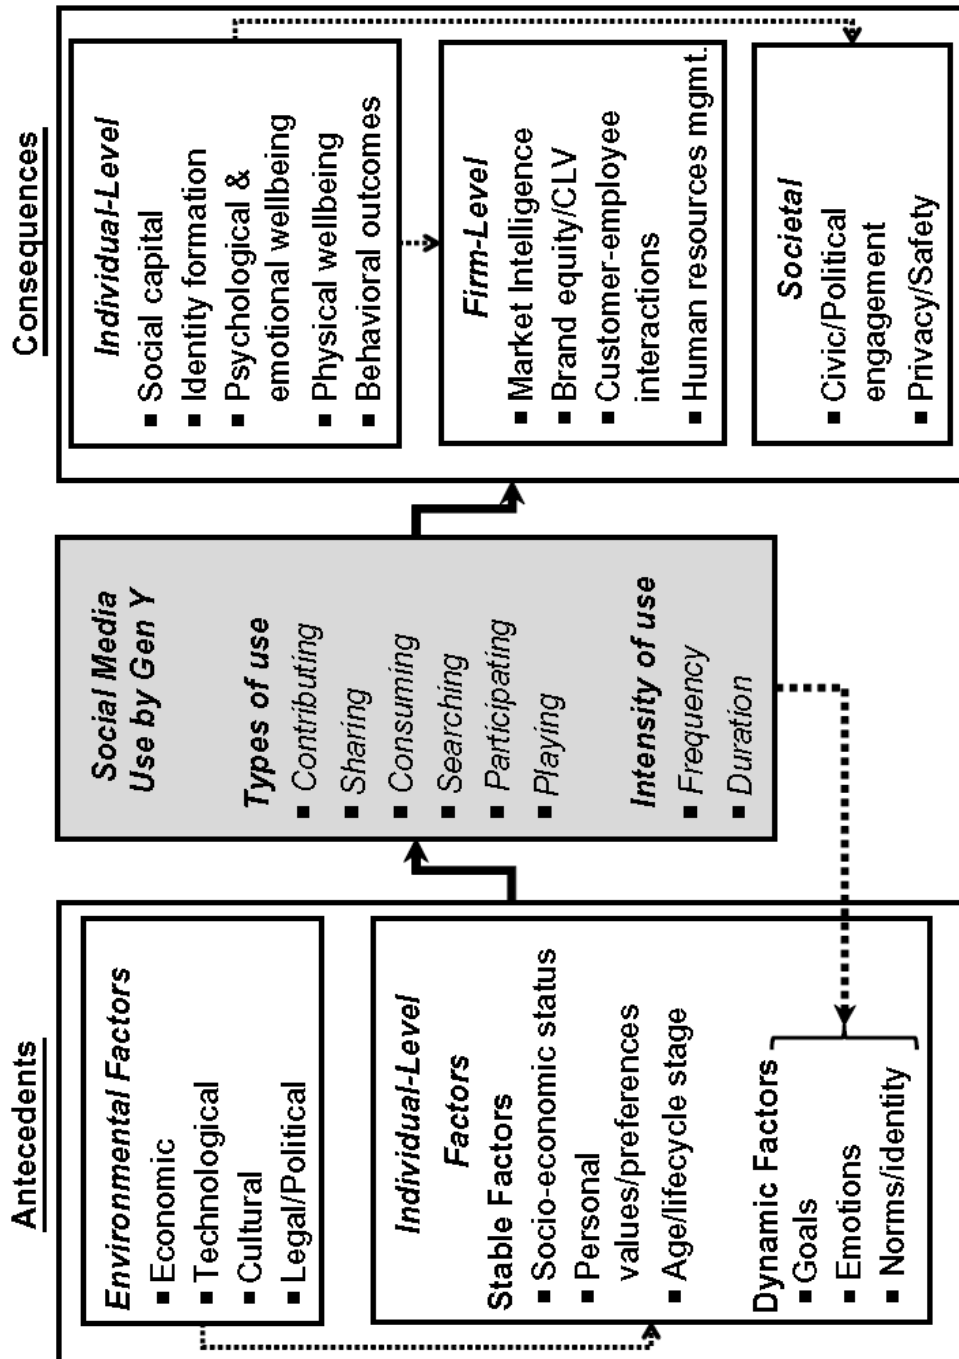 Antecedents
Environmental Factors
Economic
Technological
Cultural
Legal/Political
Individual-Level
Factors
Stable Factors
Socio-economic status
Personal
values/preferences
Age/lifecycle stage
Dynamic Factors
Goals
Emotions
Norms/identity
Social Media
Use by Gen Y
Types of use
Contributing
Sharing
Consuming
Searching
Participating
Playing
Intensity of use
Frequency
Duration
Consequences
Individual-Level
Social capital
Identity formation
Psychological &
emotional wellbeing
Physical wellbeing
Behavioral outcomes
Firm-Level
Market Intelligence
Brand equity/CLV
Customer-employee
interactions
Human resources mgmt.
Societal
Civic/Political
engagement
Privacy/Safety